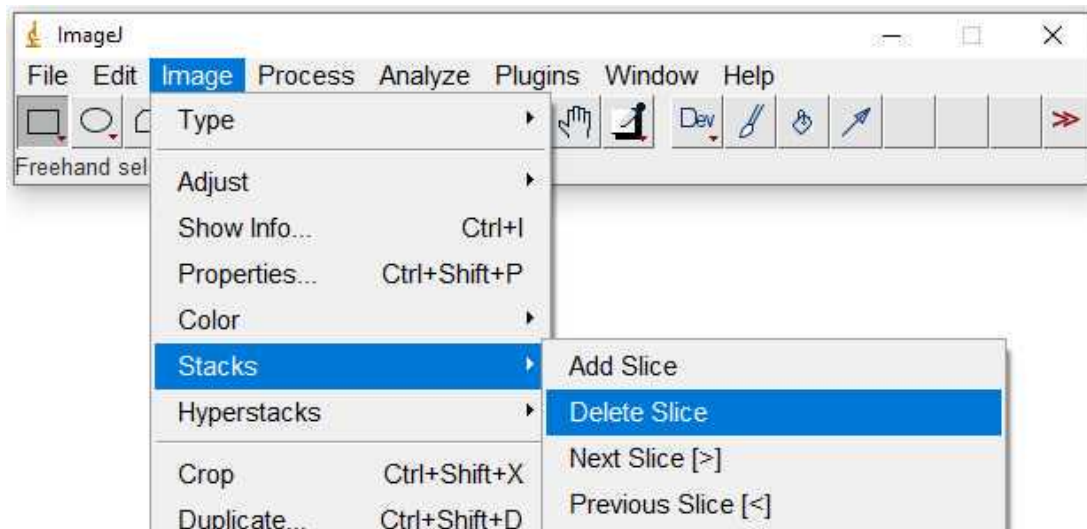 ImageJ
File Edit Image Process Analyze Plugins Window Help
Type
Dev
≫
Freehand sel
Adjust
Show Info... Ctrl+I
Properties... Ctrl+Shift+P
Color
Stacks
Add Slice
Hyperstacks
Delete Slice
Next Slice [>]
Crop Ctrl+Shift+X
Previous Slice [<]
Duplicate... Ctrl+Shift+D